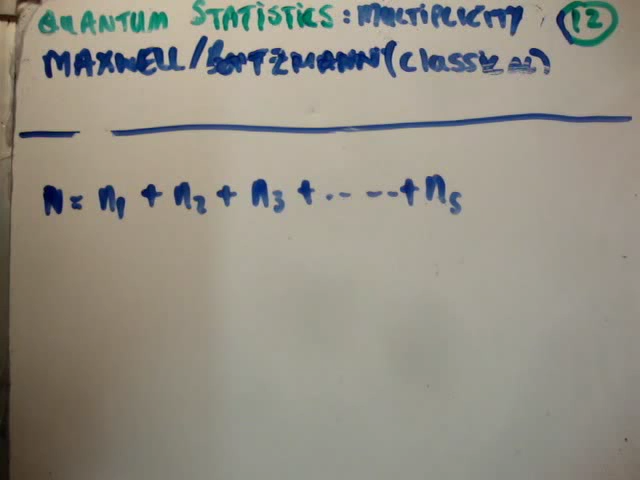 QUANTUM STATISTICS: MULTIPLICITY 12
MAXWELL/BOLTZMANN (classical)
N = n₁ + n₂ + n₃ + ..... + nₛ